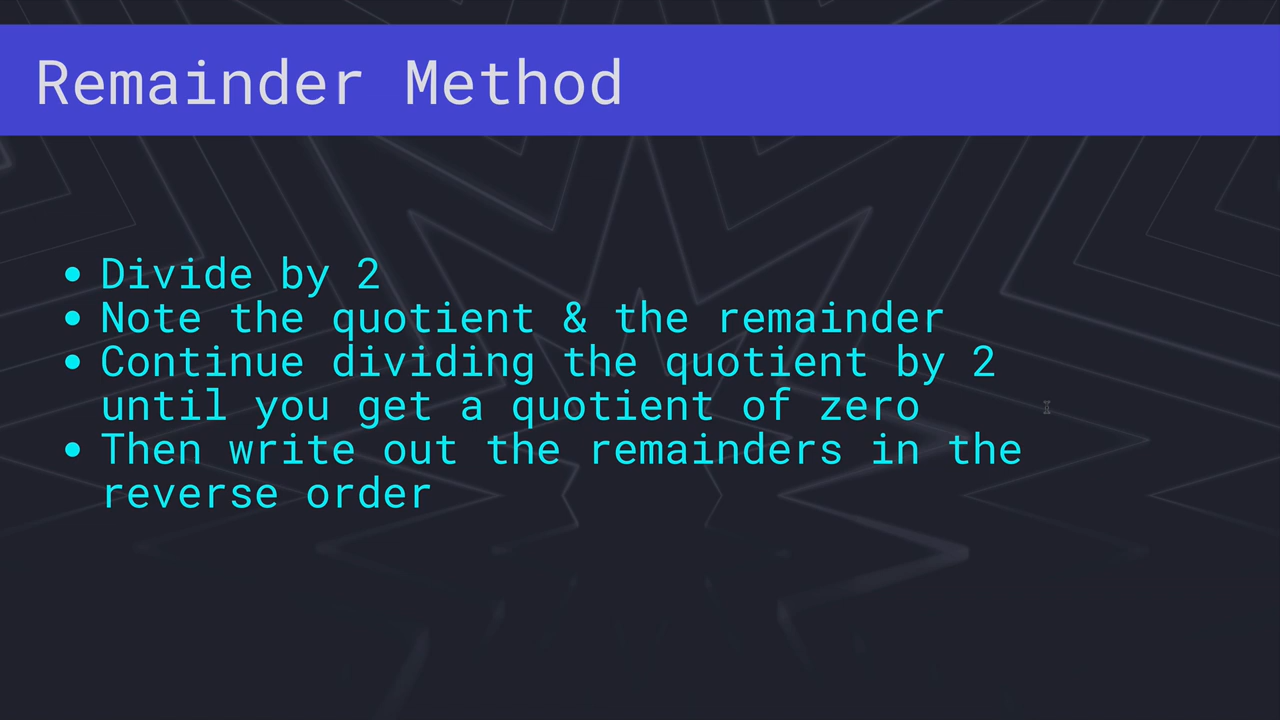 Remainder Method
• Divide by 2
• Note the quotient & the remainder
• Continue dividing the quotient by 2
until you get a quotient of zero
• Then write out the remainders in the
reverse order